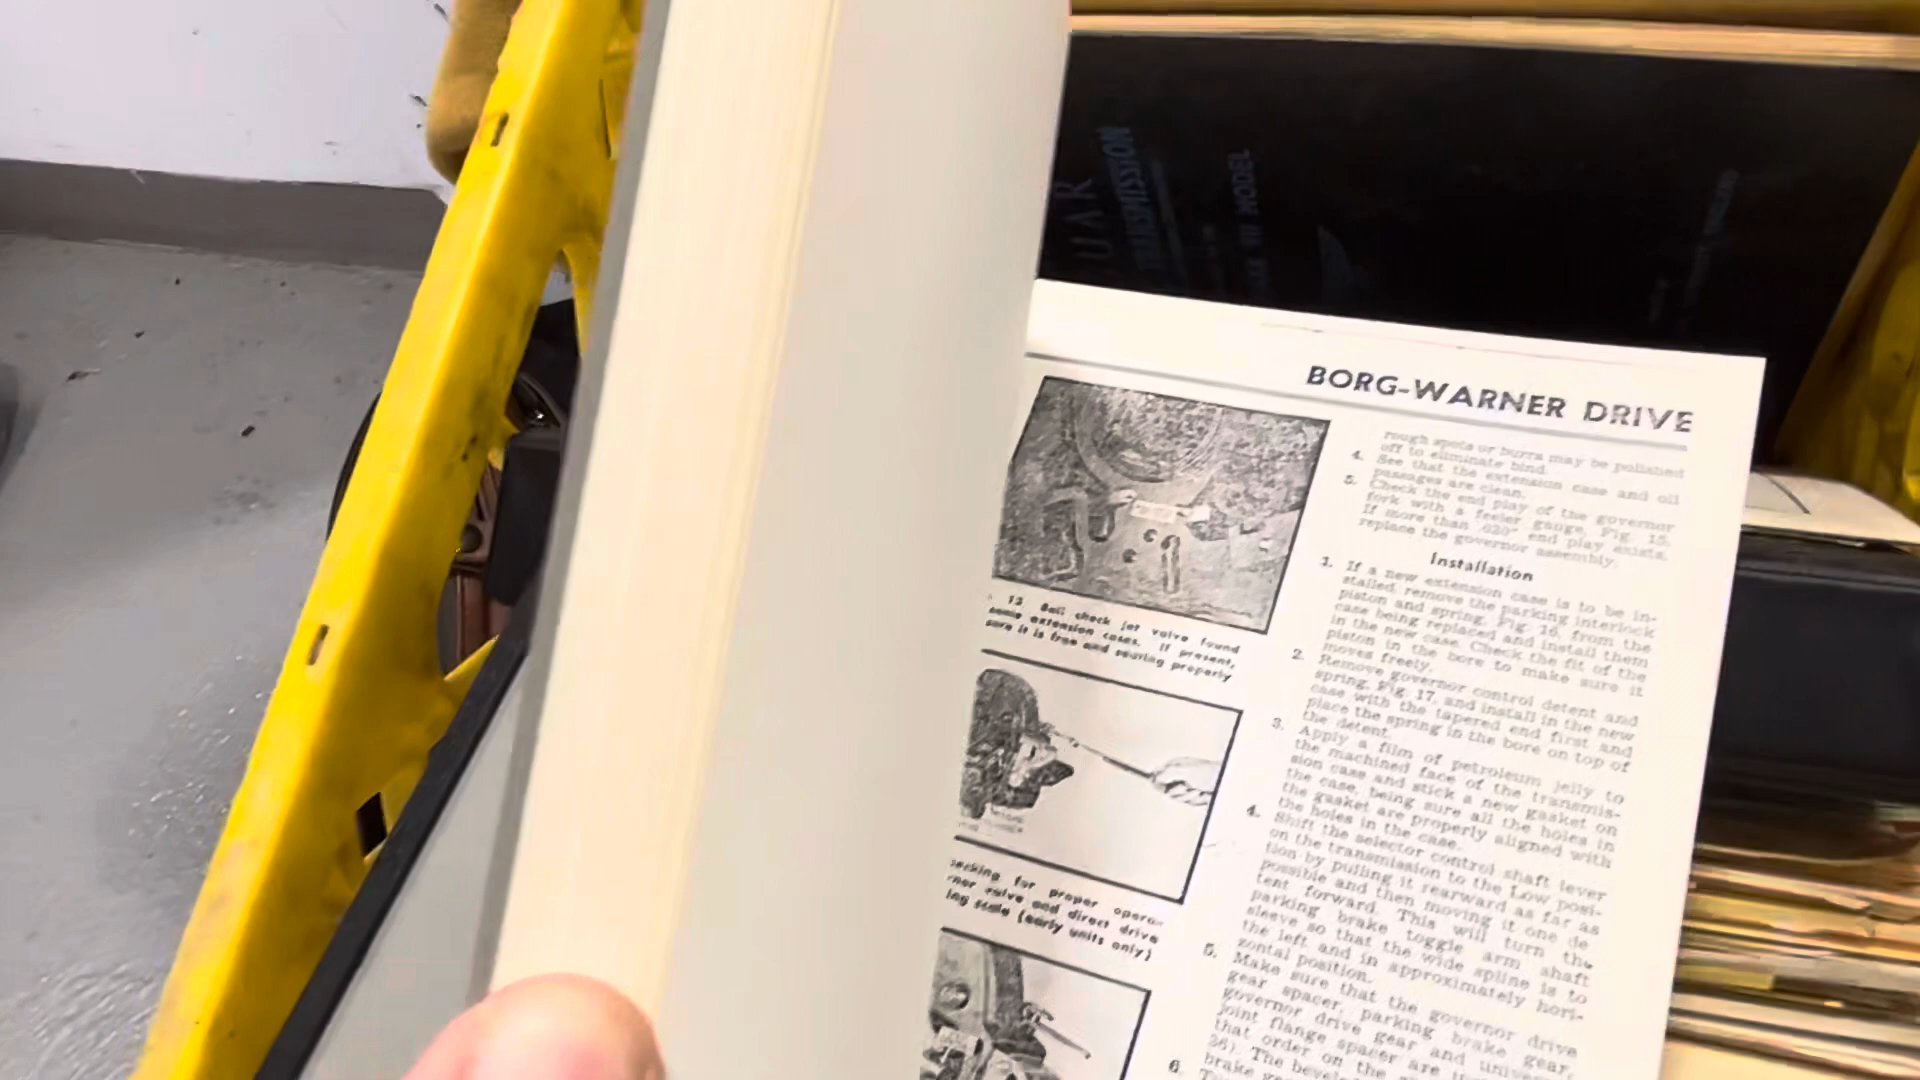 UAR
TRANSMISSION
MODEL
BORG-WARNER DRIVE
13 Ball check jet valve found
some extension cases. If present,
sure it is free and seating properly
ecking for proper opera-
rnor valve and direct drive
ing scale (early units only)
rough spots or burrs may be polished
off to eliminate bind.
4. See that the extension case and oil
passages are clean.
5. Check the end play of the governor
fork with a feeler gauge, Fig. 15.
If more than .020" end play exists,
replace the governor assembly.
Installation
1. If a new extension case is to be in-
stalled, remove the parking interlock
piston and spring, Fig. 16, from the
case being replaced and install them
in the new case. Check the fit of the
piston in the bore to make sure it
moves freely.
2. Remove governor control detent and
spring, Fig. 17, and install in the new
case with the tapered end first and
place the spring in the bore on top of
the detent.
3. Apply a film of petroleum jelly to
the machined face of the transmis-
sion case and stick a new gasket on
the case, being sure all the holes in
the gasket are properly aligned with
the holes in the case.
4. Shift the selector control shaft lever
on the transmission to the Low posi-
tion by pulling it rearward as far as
possible and then moving it one de
tent forward. This will turn the
parking brake toggle arm shaft
sleeve so that the wide spline is to
the left and in approximately hori-
zontal position.
5. Make sure that the governor drive
gear spacer, parking brake gear,
governor drive gear and univer
joint flange spacer are
that order on the
36). The bevel
brake
6.